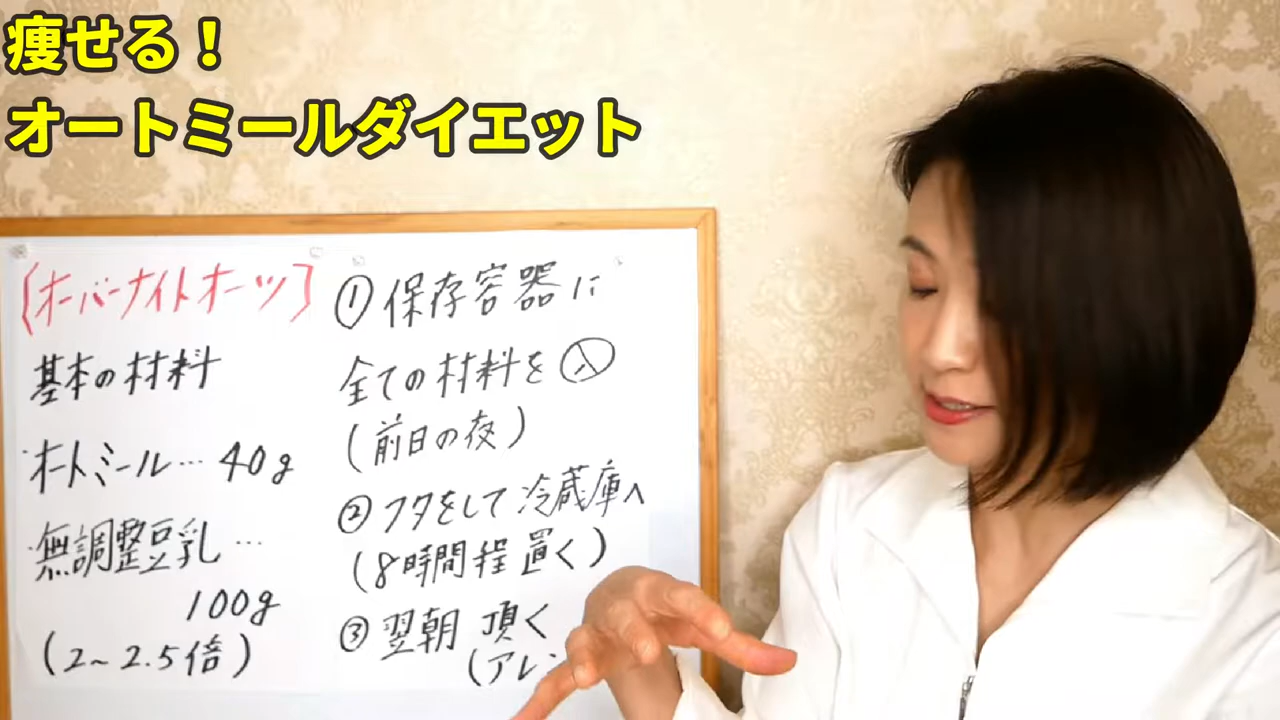 痩せる!
オートミールダイエット
[オーバーナイトオーツ]
基本の材料
オートミール… 40g
無調整豆乳…
100g
(2~2.5倍)
①保存容器に
全ての材料を㊅
(前日の夜)
②フタをして冷蔵庫へ
(8時間程置く)
③翌朝 頂く
(アレ